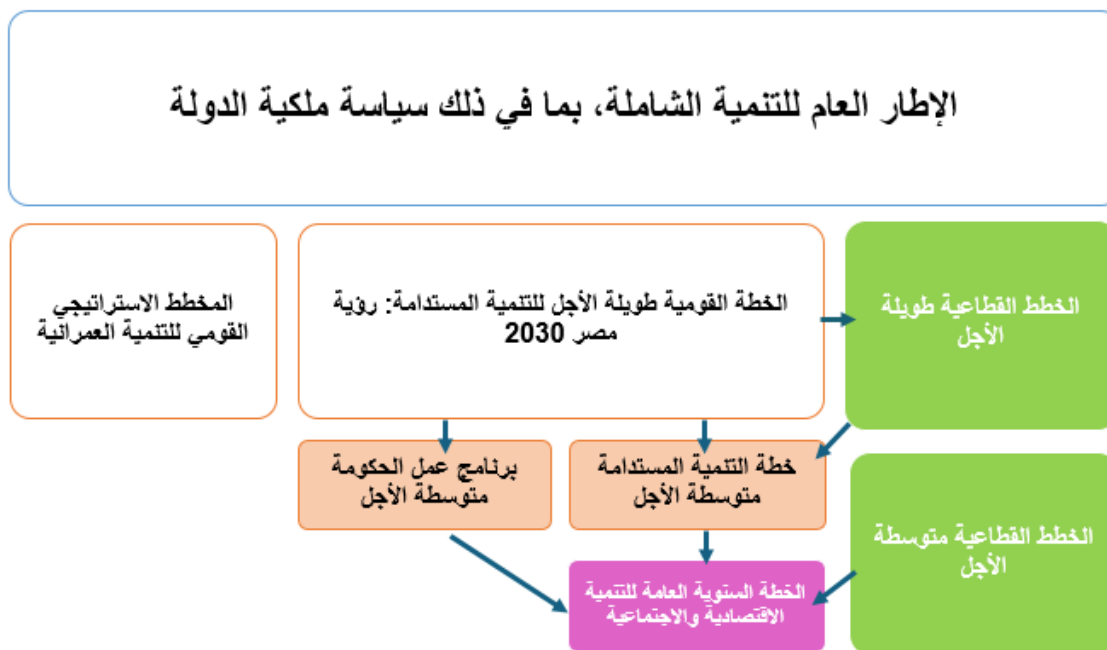 الإطار العام للتنمية الشاملة، بما في ذلك سياسة ملكية الدولة
الخطط القطاعية طويلة
الأجل
الخطة القومية طويلة الأجل للتنمية المستدامة: رؤية
مصر 2030
المخطط الاستراتيجي
القومي للتنمية العمرانية
خطة التنمية المستدامة
متوسطة الأجل
برنامج عمل الحكومة
متوسطة الأجل
الخطط القطاعية متوسطة
الأجل
الخطة السنوية العامة للتنمية
الاقتصادية والاجتماعية